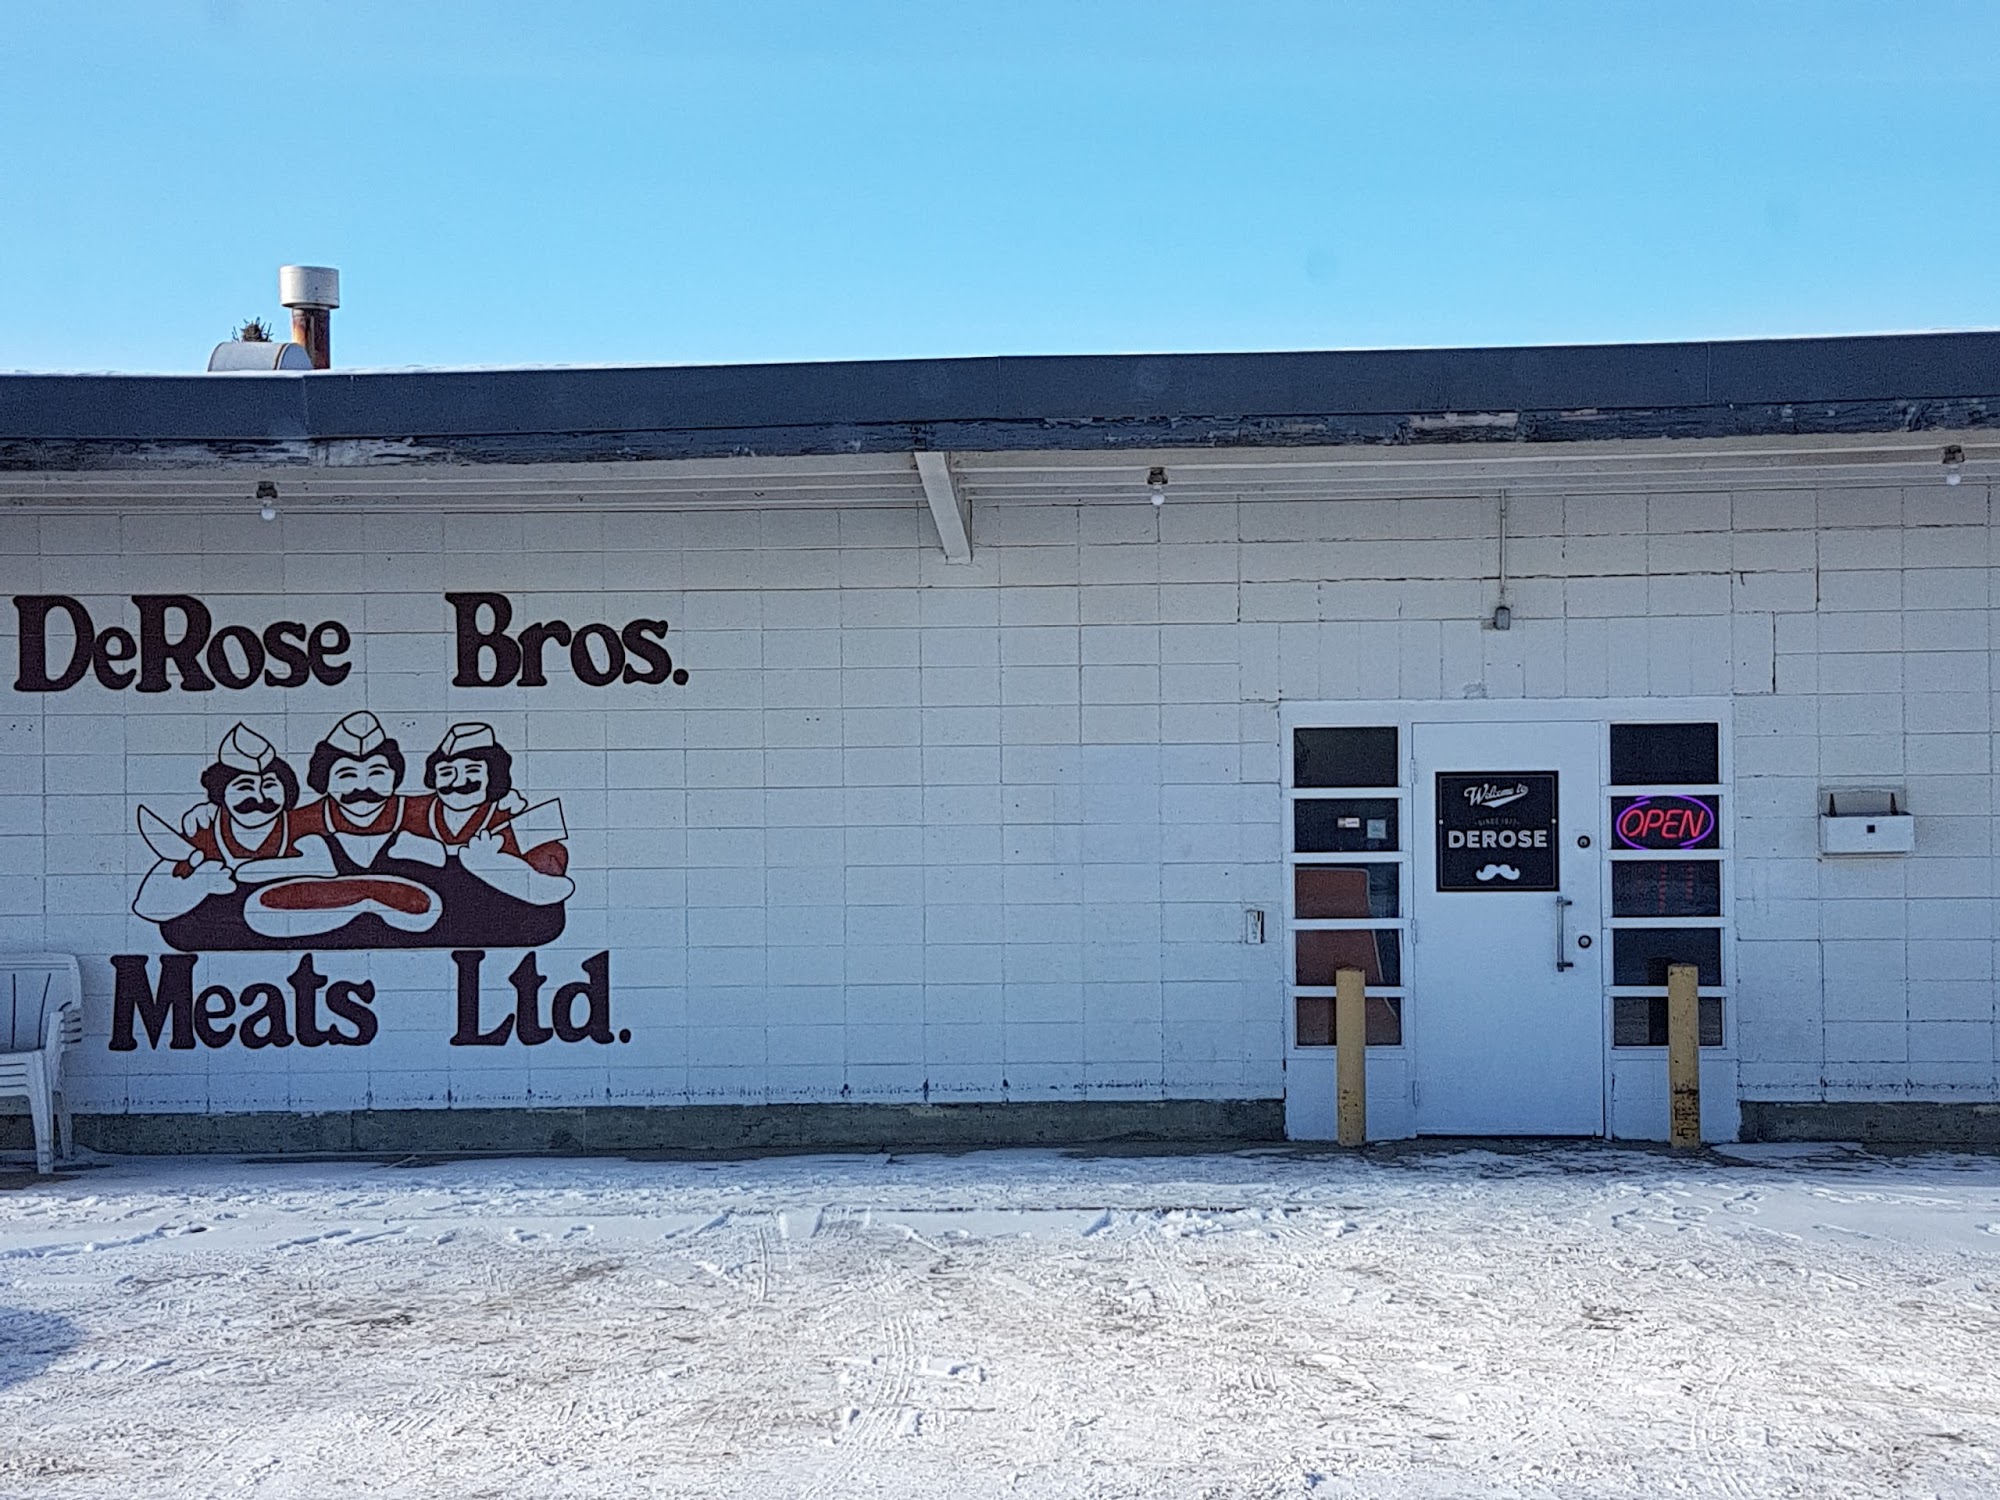 DeRose Bros.
Meats Ltd.
Welcome to
DEROSE
OPEN